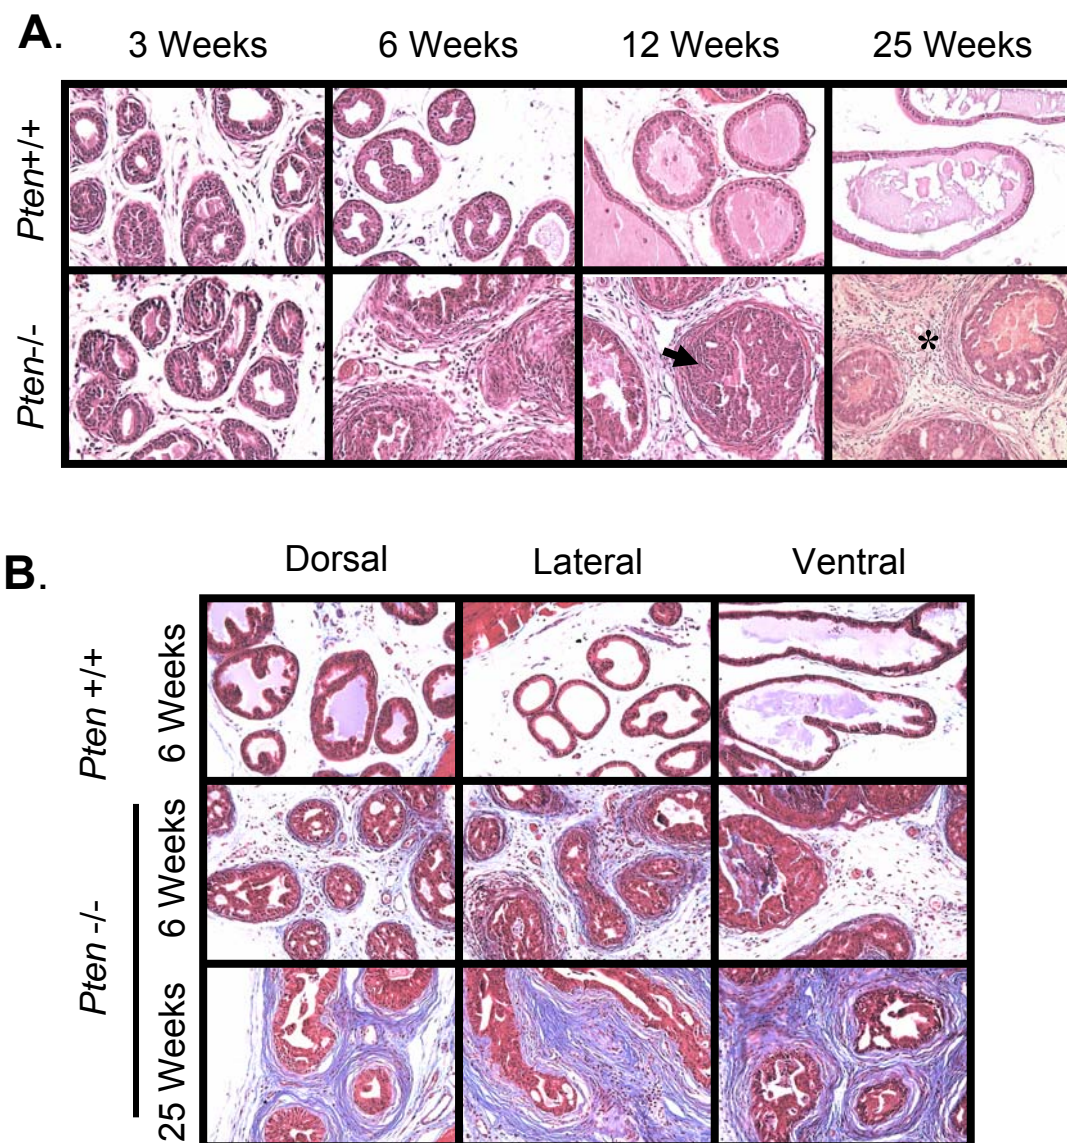 A.
3 Weeks 6 Weeks 12 Weeks 25 Weeks
Pten+/+
Pten-/-
*
B.
Dorsal Lateral Ventral
Pten +/+
6 Weeks
Pten -/-
6 Weeks
25 Weeks